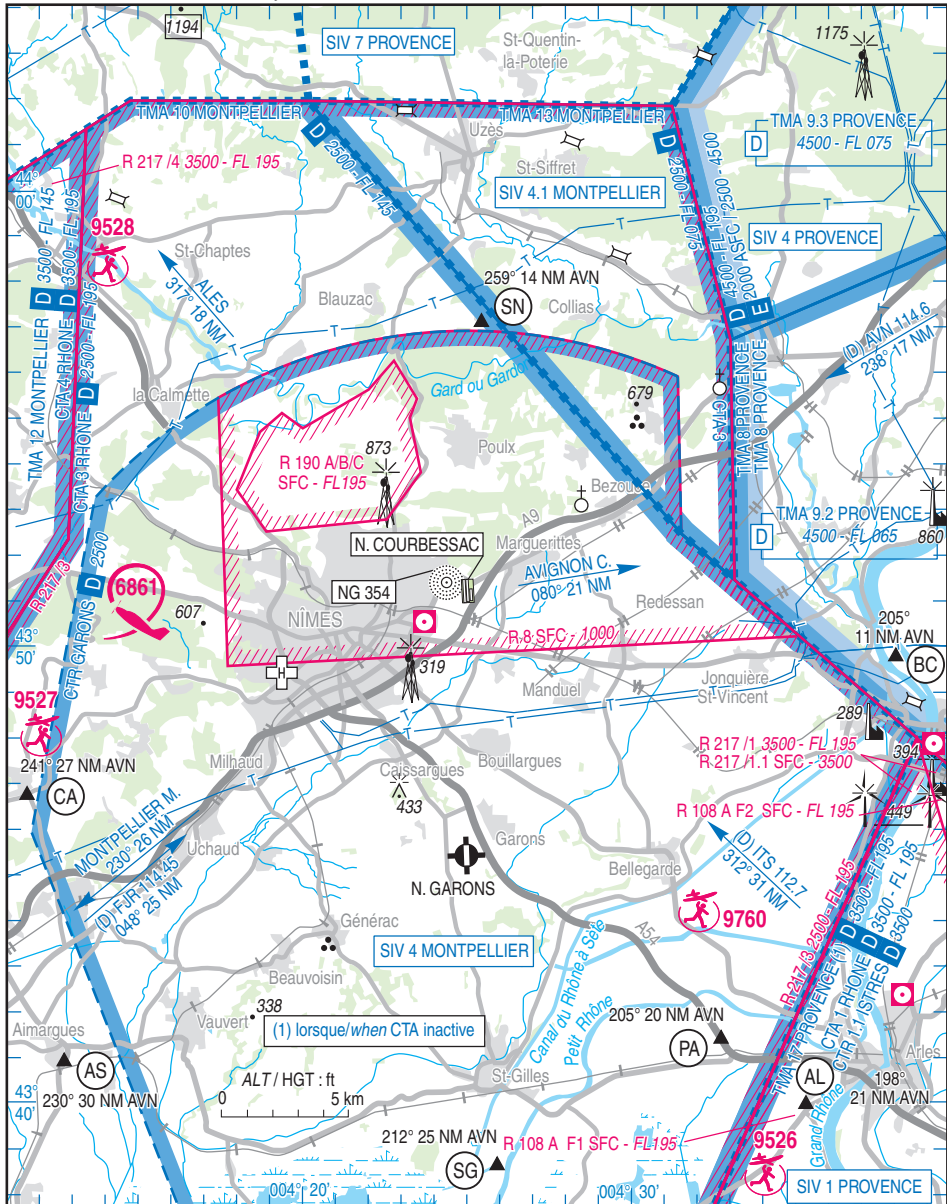 1194
SIV 7 PROVENCE
St-Quentin-
la-Poterie
1175
TMA 10 MONTPELLIER
TMA 13 MONTPELLIER
Uzes
D
2500 - FL 145
D
2500 - FL 075
TMA 9.3 PROVENCE
D
4500 - FL 075
R 217 /4 3500 - FL 195
St-Siffret
44°
00'
SIV 4.1 MONTPELLIER
4500 - FL 195
2000 ASFC / 2500 - 4500
D
E
9528
St-Chaptes
SIV 4 PROVENCE
ALES
317° 18 NM
259° 14 NM AVN
SN
Blauzac
Collias
TMA 12 MONTPELLIER D 3500 - FL 145
CTA 4 RHONE D 3500 - FL 195
CTA 3 RHONE D 2500 - FL 195
(D) AVN 114.6
238° 17 NM
la Calmette
Gard ou Gardon
679
CTA 3
TMA 8 PROVENCE
TMA 8 PROVENCE
873
Poulx
R 190 A/B/C
SFC - FL195
Bezouce
TMA 9.2 PROVENCE
D
4500 - FL 065
860
A9
N. COURBESSAC
Marguerittes
NG 354
AVIGNON C.
080° 21 NM
R 217 /3
CTR GARONS D 2500
6861
607
NÎMES
Redessan
R 8 SFC - 1000
43°
50'
205°
11 NM AVN
BC
319
H
Manduel
Jonquière
St-Vincent
9527
289
241° 27 NM AVN
CA
Milhaud
Bouillargues
R 217 /1 3500 - FL 195
R 217 /1.1 SFC - 3500
394
Caissargues
433
R 108 A F2 SFC - FL 195
449
MONTPELLIER M.
230° 26 NM
(D) FJR 114.45
048° 25 NM
Uchaud
Garons
N. GARONS
Bellegarde
(D) ITS 112.7
312° 31 NM
9760
Générac
SIV 4 MONTPELLIER
A54
Beauvoisin
Canal du Rhône à Sète
Petit Rhône
R 217 /3 2500 - FL 195
TMA 17 PROVENCE (1) D 3500 - FL195
CTA 1 RHONE D 3500 - FL 195
CTR 1.1 ISTRES D 3500
338
Vauvert
(1) lorsque/when CTA inactive
205° 20 NM AVN
PA
Aimargues
AS
230° 30 NM AVN
ALT / HGT : ft
0 5 km
St-Gilles
Arles
AL
198°
21 NM AVN
43°
40'
Grand Rhône
212° 25 NM AVN
SG
R 108 A F1 SFC - FL195
9526
SIV 1 PROVENCE
004° 20'
004° 30'